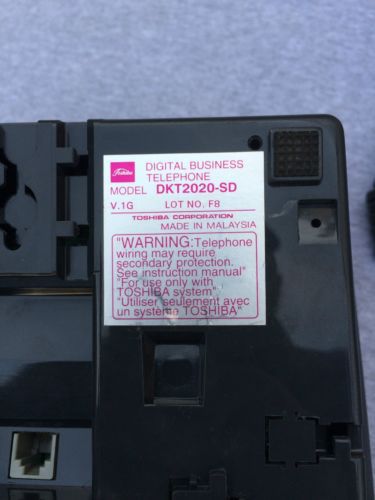 Toshiba
DIGITAL BUSINESS
TELEPHONE
MODEL DKT2020-SD
V.1G LOT NO. F8
TOSHIBA CORPORATION
MADE IN MALAYSIA
"WARNING:Telephone
wiring may require
secondary protection.
See instruction manual"
"For use only with
TOSHIBA system"
"Utiliser seulement avec
un système TOSHIBA"